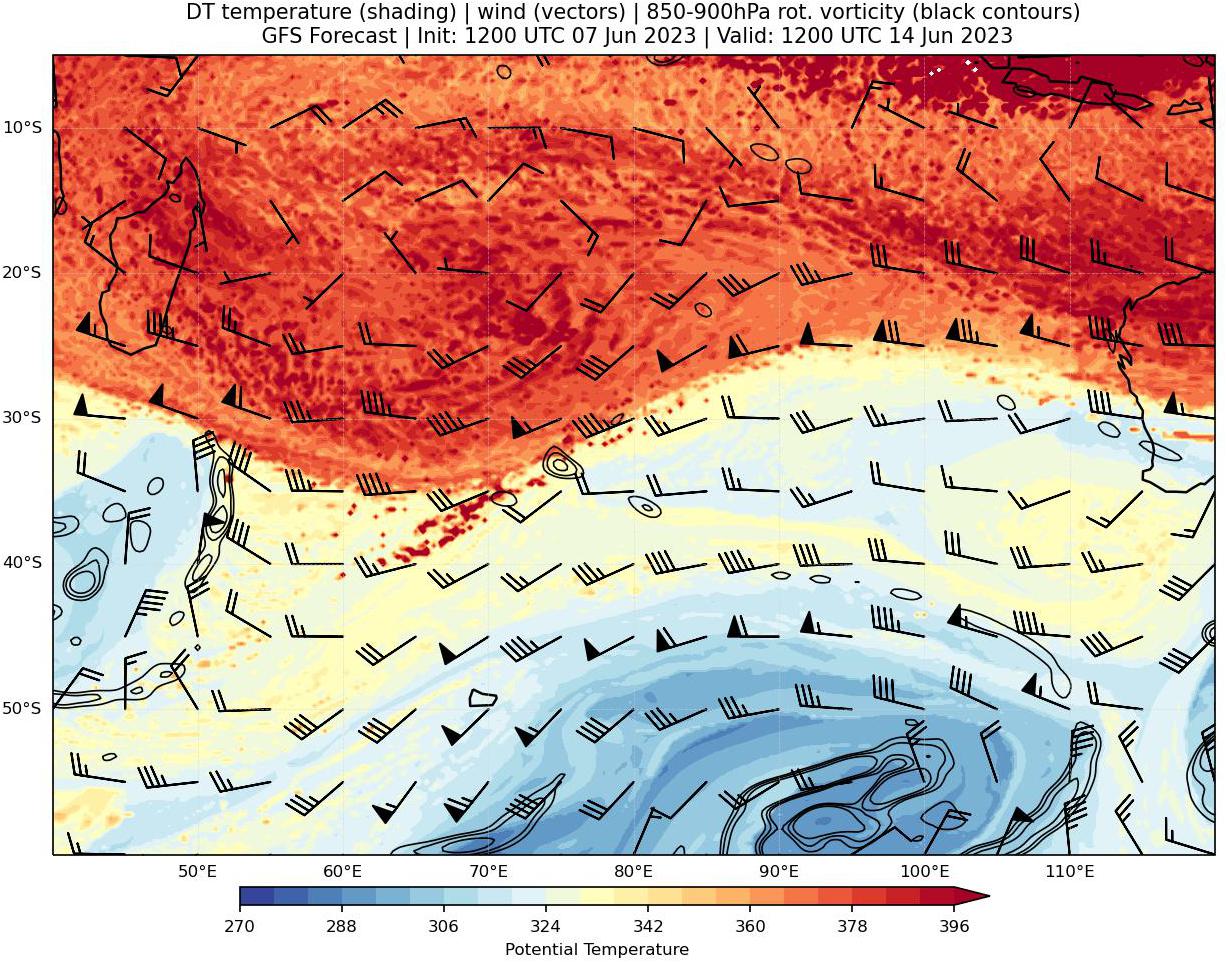 DT temperature (shading) | wind (vectors) | 850-900hPa rot. vorticity (black contours)
GFS Forecast | Init: 1200 UTC 07 Jun 2023 | Valid: 1200 UTC 14 Jun 2023
10°S
20°S
30°S
40°S
50°S
50°E 60°E 70°E 80°E 90°E 100°E 110°E
270 288 306 324 342 360 378 396
Potential Temperature